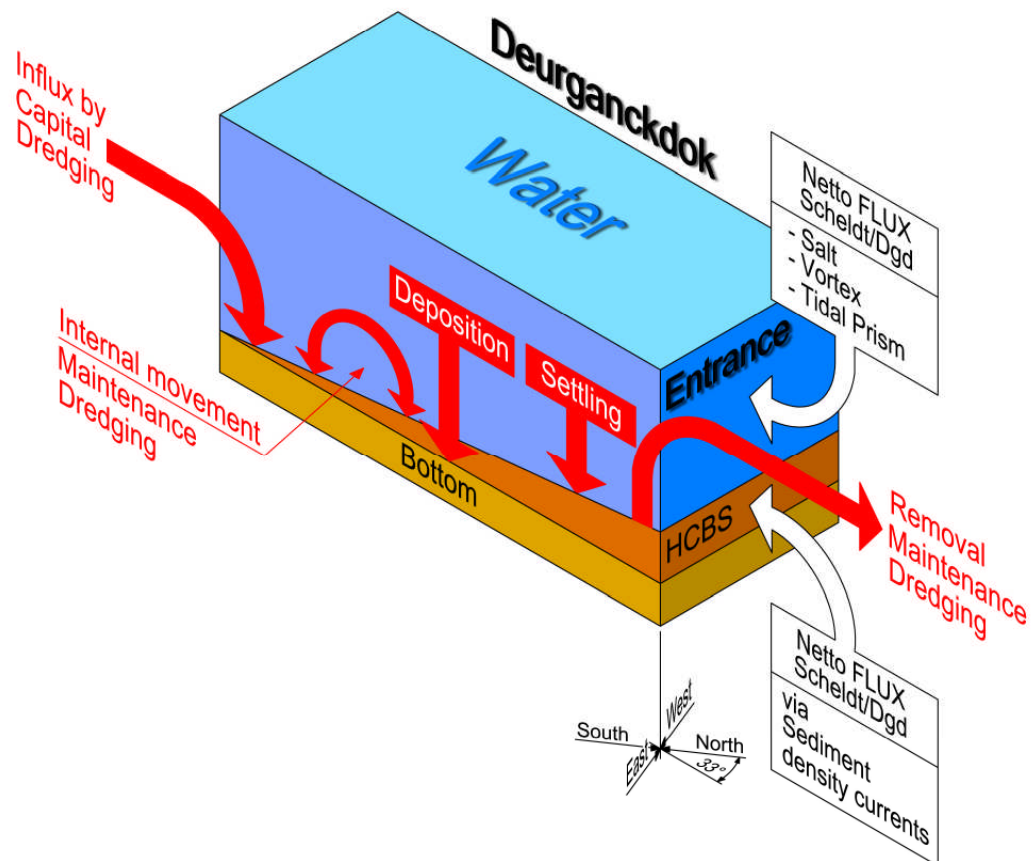 Deurganckdok
Water
Influx by
Capital
Dredging
Netto FLUX
Scheldt/Dgd
- Salt
- Vortex
- Tidal Prism
Deposition
Settling
Entrance
Internal movement
Maintenance
Dredging
Bottom
HCBS
Removal
Maintenance
Dredging
Netto FLUX
Scheldt/Dgd
via
Sediment
density currents
West
South
North
East
33°